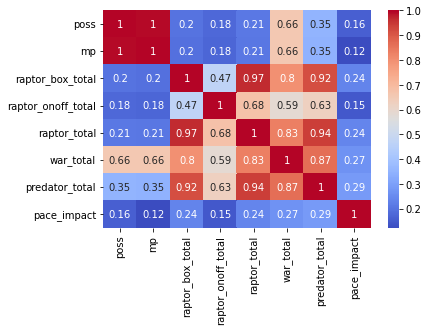 poss 1 1 0.2 0.18 0.21 0.66 0.35 0.16
mp 1 1 0.2 0.18 0.21 0.66 0.35 0.12
raptor_box_total 0.2 0.2 1 0.47 0.97 0.8 0.92 0.24
raptor_onoff_total 0.18 0.18 0.47 1 0.68 0.59 0.63 0.15
raptor_total 0.21 0.21 0.97 0.68 1 0.83 0.94 0.24
war_total 0.66 0.66 0.8 0.59 0.83 1 0.87 0.27
predator_total 0.35 0.35 0.92 0.63 0.94 0.87 1 0.29
pace_impact 0.16 0.12 0.24 0.15 0.24 0.27 0.29 1
poss
mp
raptor_box_total
raptor_onoff_total
raptor_total
war_total
predator_total
pace_impact
1.0
0.9
0.8
0.7
0.6
0.5
0.4
0.3
0.2